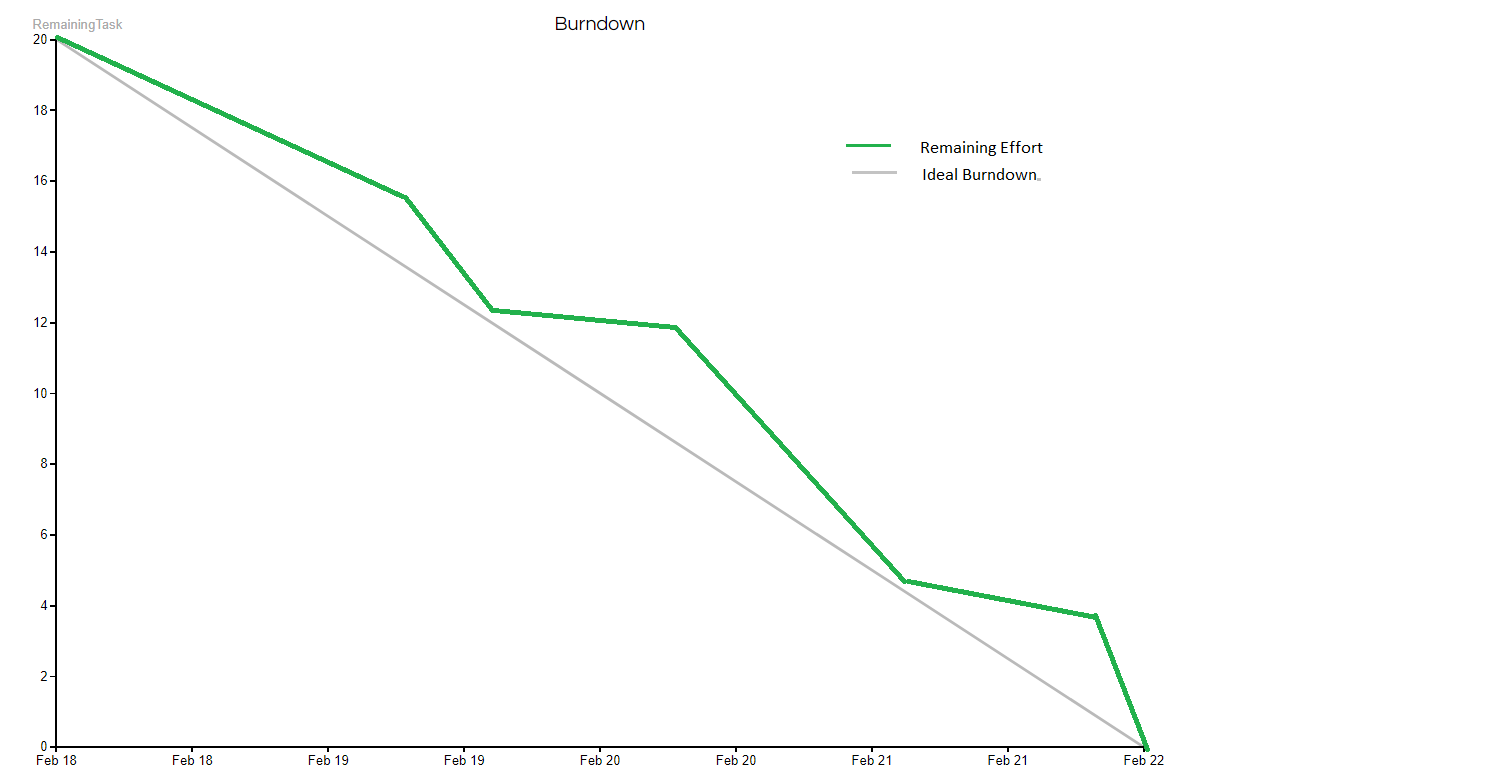 Burndown
RemainingTask
20
18
16
14
12
10
8
6
4
2
0
Remaining Effort
Ideal Burndown
Feb 18 Feb 18 Feb 19 Feb 19 Feb 20 Feb 20 Feb 21 Feb 21 Feb 22